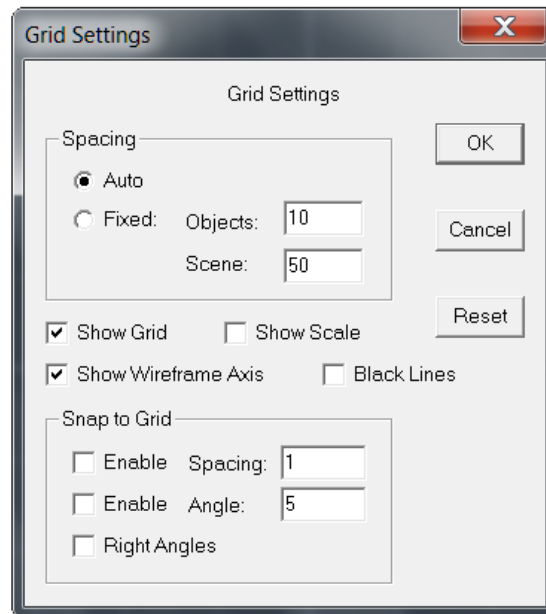 Grid Settings
X
Grid Settings
Spacing
OK
Auto
Fixed: Objects: 10
Cancel
Scene: 50
Reset
Show Grid Show Scale
Show Wireframe Axis Black Lines
Snap to Grid
Enable Spacing: 1
Enable Angle: 5
Right Angles